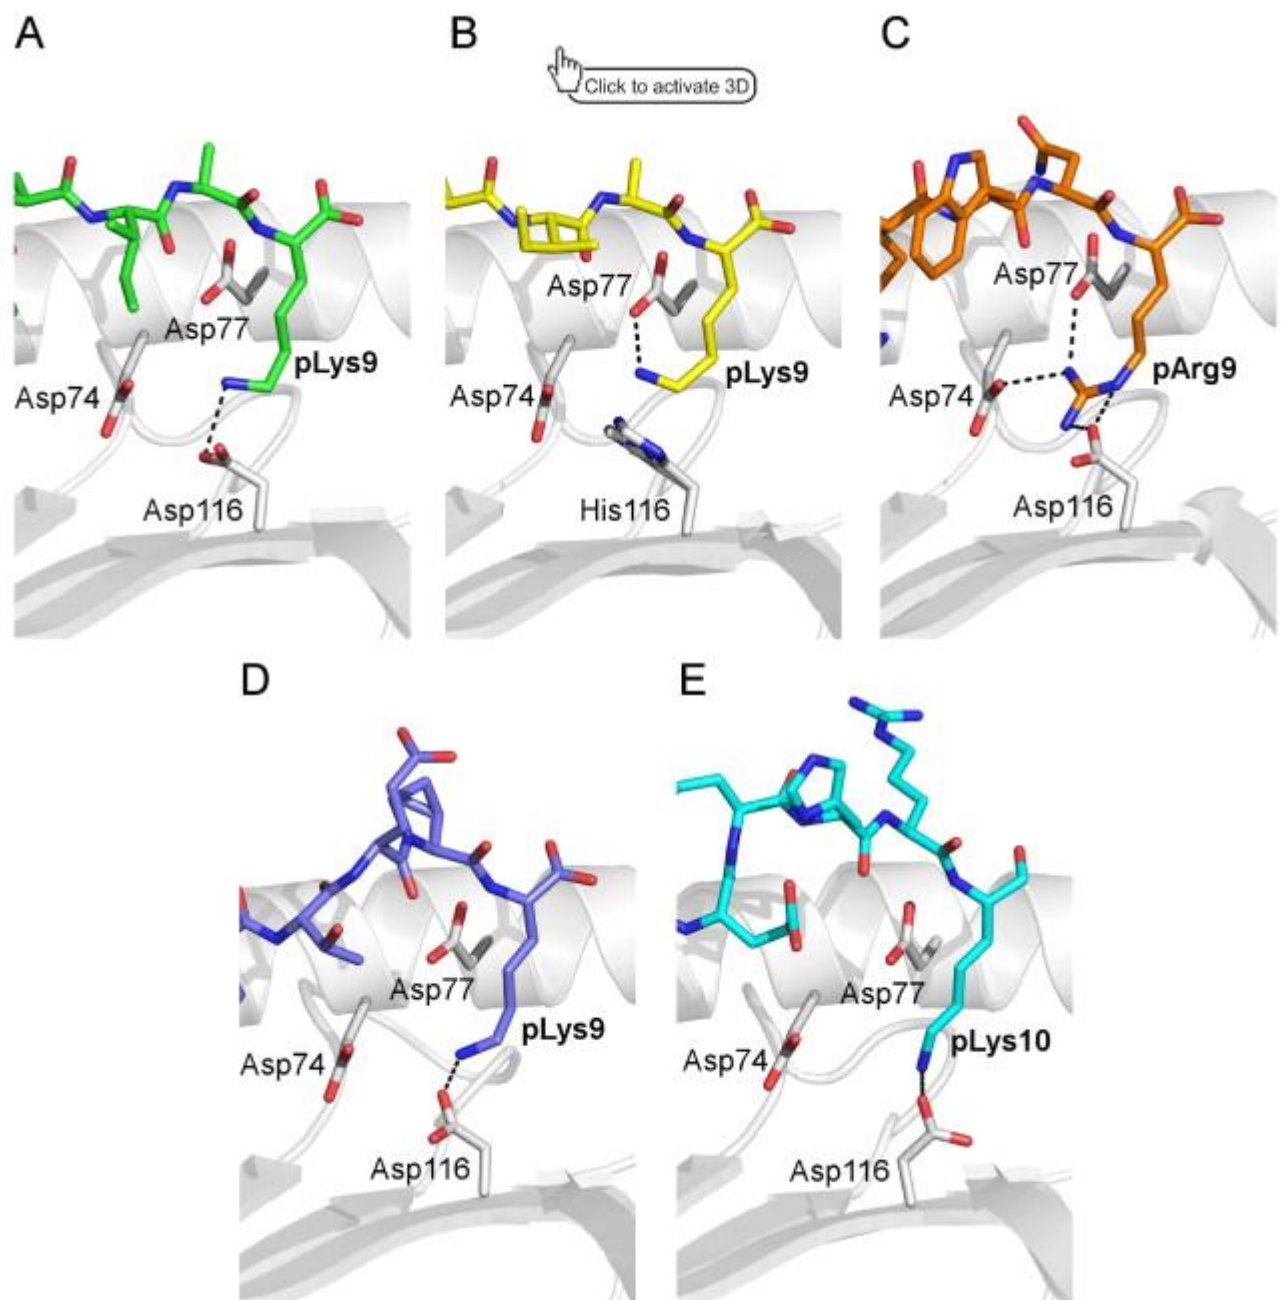 A
B
C
Click to activate 3D
Asp77
pLys9
Asp74
Asp116
Asp77
pLys9
Asp74
His116
Asp77
pArg9
Asp74
Asp116
D
E
Asp77
pLys9
Asp74
Asp116
Asp77
pLys10
Asp74
Asp116